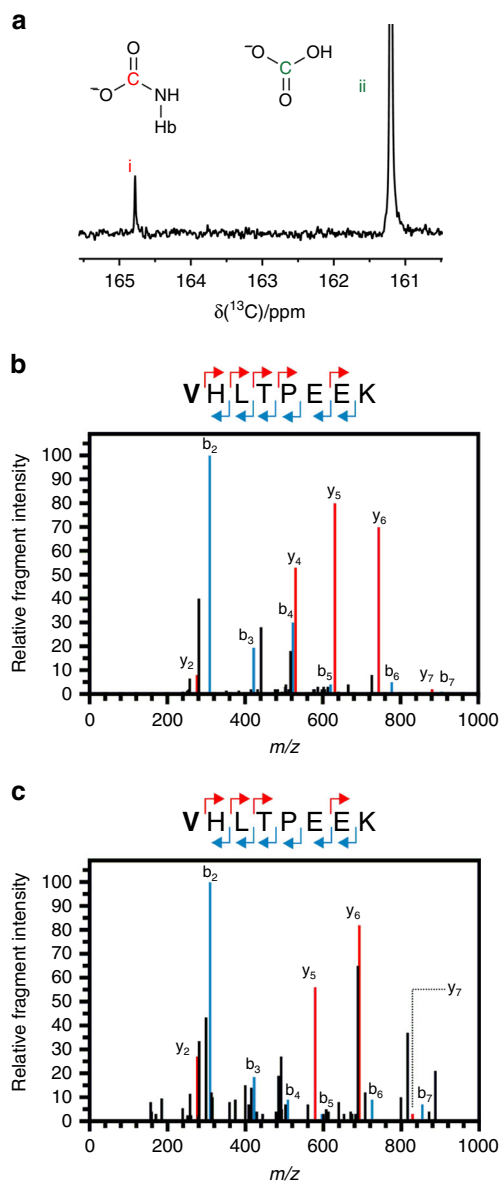 a
O
C
⁻O
NH
Hb
⁻O
OH
C
O
i
ii
165 164 163 162 161
δ(¹³C)/ppm
b
VHLTPEEK
Relative fragment intensity
100
90
80
70
60
50
40
30
20
10
0
y₂
b₂
b₃
b₄
y₄
b₅
y₅
y₆
b₆
y₇
b₇
0 200 400 600 800 1000
m/z
c
VHLTPEEK
Relative fragment intensity
100
90
80
70
60
50
40
30
20
10
0
y₂
b₂
b₃
b₄
y₅
b₅
y₆
b₆
y₇
b₇
0 200 400 600 800 1000
m/z